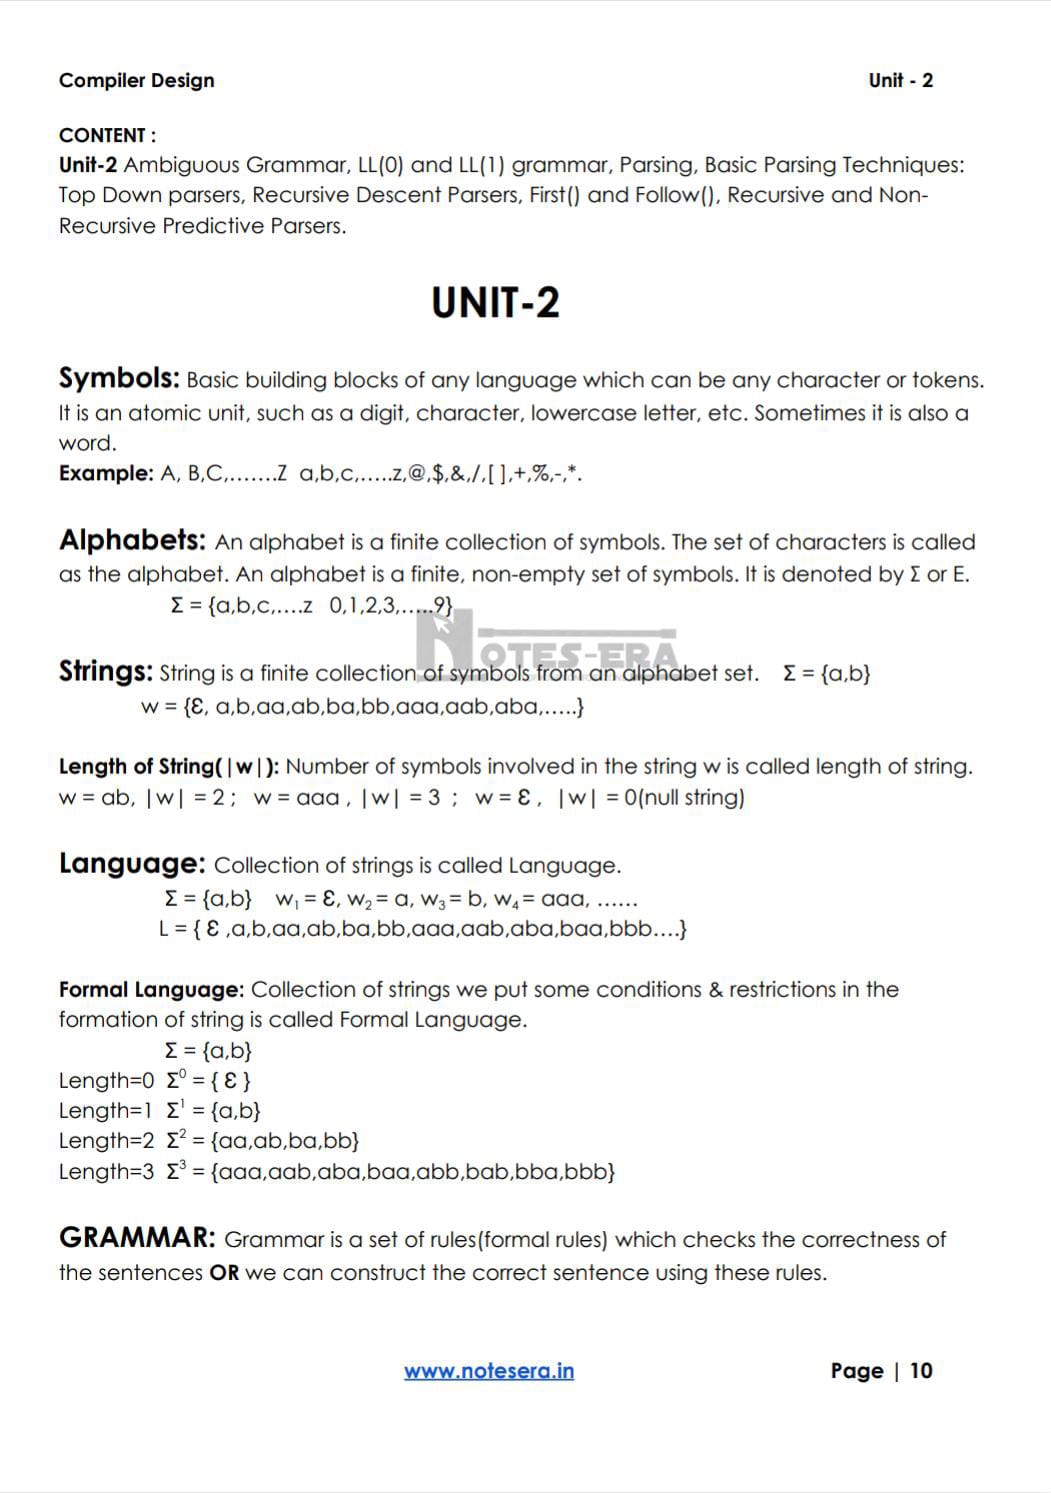 Compiler Design Unit - 2
CONTENT :
Unit-2 Ambiguous Grammar, LL(0) and LL(1) grammar, Parsing, Basic Parsing Techniques:
Top Down parsers, Recursive Descent Parsers, First() and Follow(), Recursive and Non-
Recursive Predictive Parsers.
UNIT-2
Symbols: Basic building blocks of any language which can be any character or tokens.
It is an atomic unit, such as a digit, character, lowercase letter, etc. Sometimes it is also a
word.
Example: A, B,C,.......Z a,b,c,.....z,@,$,&,/,[ ],+,%,-,*.
Alphabets: An alphabet is a finite collection of symbols. The set of characters is called
as the alphabet. An alphabet is a finite, non-empty set of symbols. It is denoted by Σ or E.
Σ = {a,b,c,....z 0,1,2,3,.....9}
NOTES-ERA
Strings: String is a finite collection of symbols from an alphabet set. Σ = {a,b}
w = {Ɛ, a,b,aa,ab,ba,bb,aaa,aab,aba,.....}
Length of String(|w|): Number of symbols involved in the string w is called length of string.
w = ab, |w| = 2 ; w = aaa , |w| = 3 ; w = Ɛ , |w| = 0(null string)
Language: Collection of strings is called Language.
Σ = {a,b} w₁ = Ɛ, w₂ = a, w₃ = b, w₄ = aaa, ......
L = { Ɛ ,a,b,aa,ab,ba,bb,aaa,aab,aba,baa,bbb....}
Formal Language: Collection of strings we put some conditions & restrictions in the
formation of string is called Formal Language.
Σ = {a,b}
Length=0 Σ⁰ = { Ɛ }
Length=1 Σ¹ = {a,b}
Length=2 Σ² = {aa,ab,ba,bb}
Length=3 Σ³ = {aaa,aab,aba,baa,abb,bab,bba,bbb}
GRAMMAR: Grammar is a set of rules(formal rules) which checks the correctness of
the sentences OR we can construct the correct sentence using these rules.
www.notesera.in Page | 10